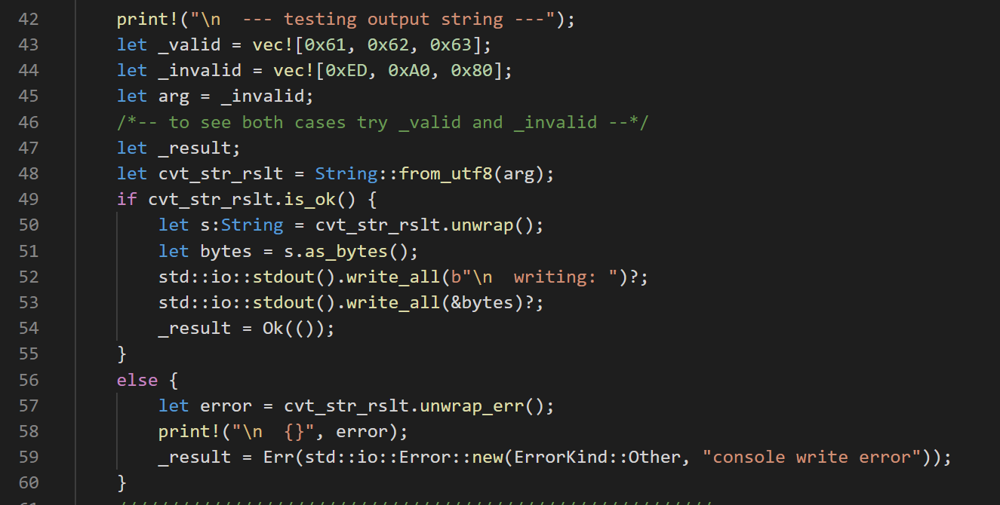 42 print!("\n  --- testing output string ---");
43 let _valid = vec![0x61, 0x62, 0x63];
44 let _invalid = vec![0xED, 0xA0, 0x80];
45 let arg = _invalid;
46 /*-- to see both cases try _valid and _invalid --*/
47 let _result;
48 let cvt_str_rslt = String::from_utf8(arg);
49 if cvt_str_rslt.is_ok() {
50     let s:String = cvt_str_rslt.unwrap();
51     let bytes = s.as_bytes();
52     std::io::stdout().write_all(b"\n  writing: ")?;
53     std::io::stdout().write_all(&bytes)?;
54     _result = Ok(());
55 }
56 else {
57     let error = cvt_str_rslt.unwrap_err();
58     print!("\n  {}", error);
59     _result = Err(std::io::Error::new(ErrorKind::Other, "console write error"));
60 }